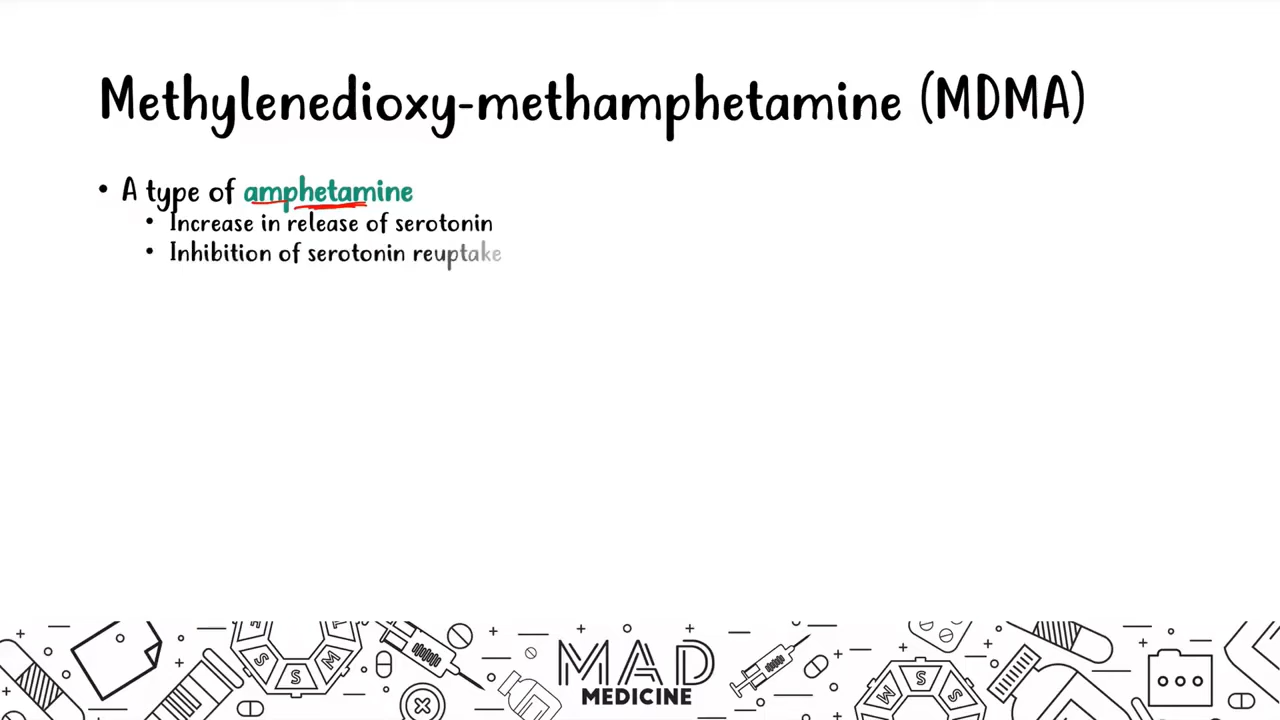 Methylenedioxy-methamphetamine (MDMA)
• A type of amphetamine
• Increase in release of serotonin
• Inhibition of serotonin reuptake
MAD
MEDICINE